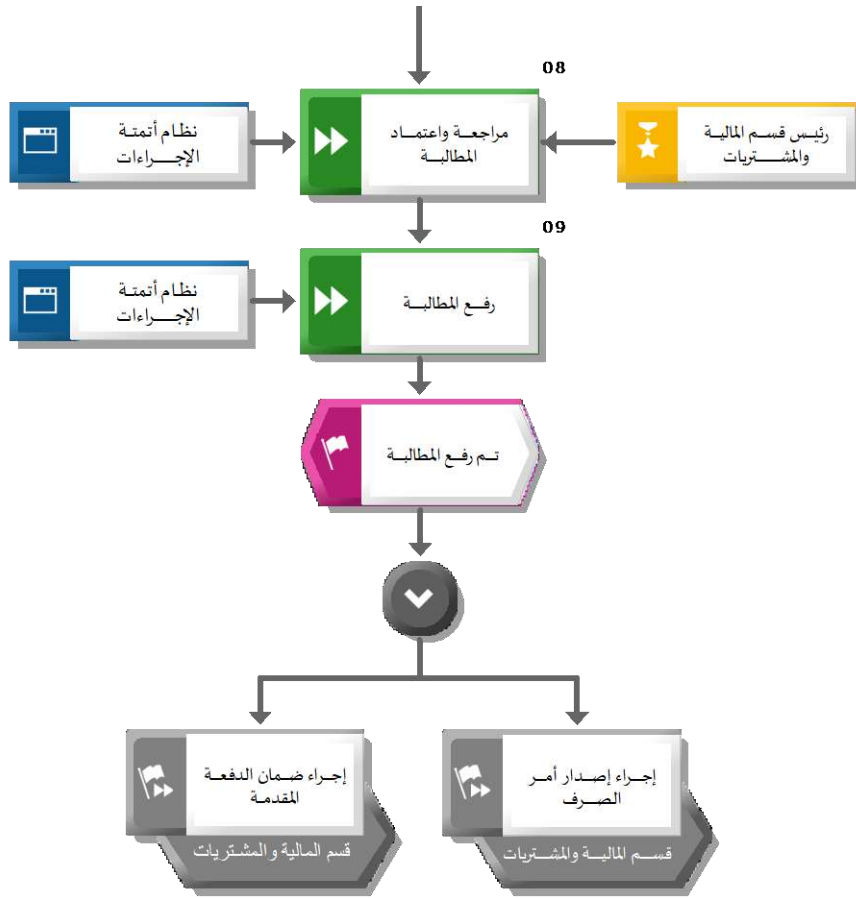 08
رئيس قسم المالية
والمشتريات
مراجعة واعتماد
المطالبة
نظام أتمتة
الإجراءات
09
رفع المطالبة
نظام أتمتة
الإجراءات
تم رفع المطالبة
إجراء إصدار أمر
الصرف
قسم المالية والمشتريات
إجراء ضمان الدفعة
المقدمة
قسم المالية والمشتريات